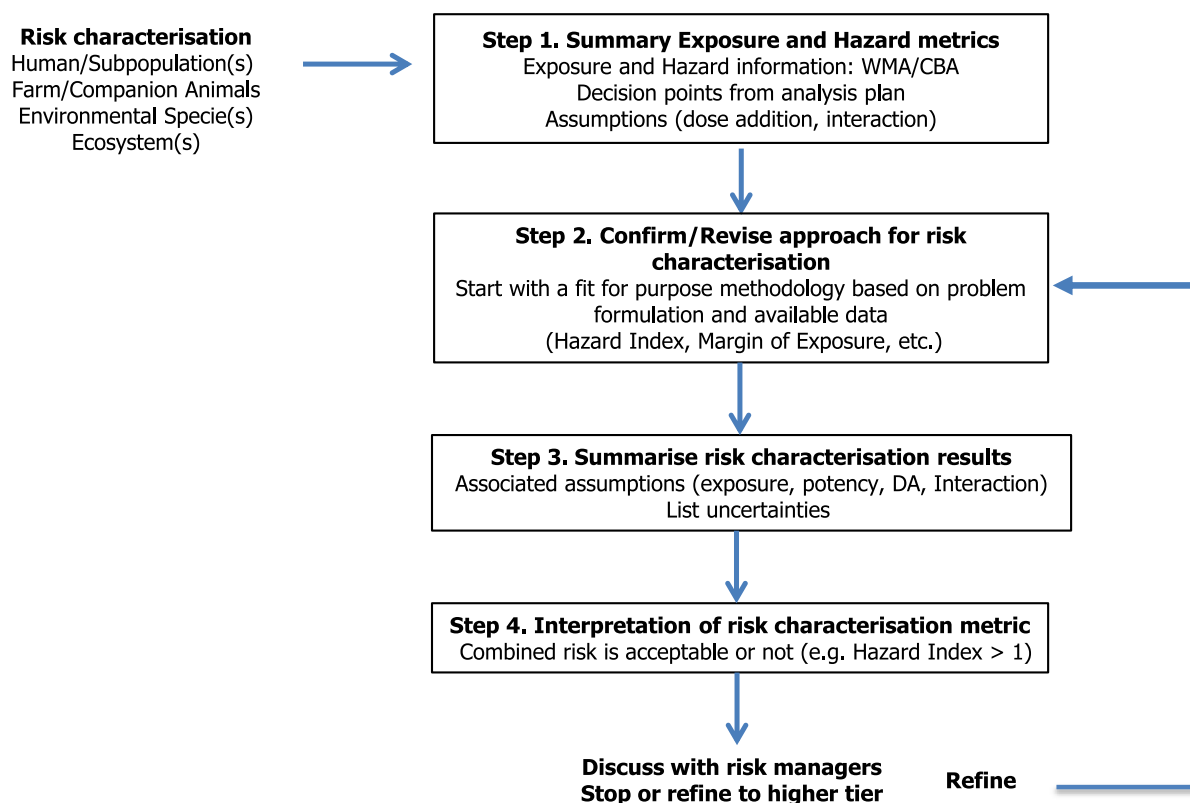 Risk characterisation
Human/Subpopulation(s)
Farm/Companion Animals
Environmental Specie(s)
Ecosystem(s)
Step 1. Summary Exposure and Hazard metrics
Exposure and Hazard information: WMA/CBA
Decision points from analysis plan
Assumptions (dose addition, interaction)
Step 2. Confirm/Revise approach for risk
characterisation
Start with a fit for purpose methodology based on problem
formulation and available data
(Hazard Index, Margin of Exposure, etc.)
Step 3. Summarise risk characterisation results
Associated assumptions (exposure, potency, DA, Interaction)
List uncertainties
Step 4. Interpretation of risk characterisation metric
Combined risk is acceptable or not (e.g. Hazard Index > 1)
Discuss with risk managers
Stop or refine to higher tier
Refine